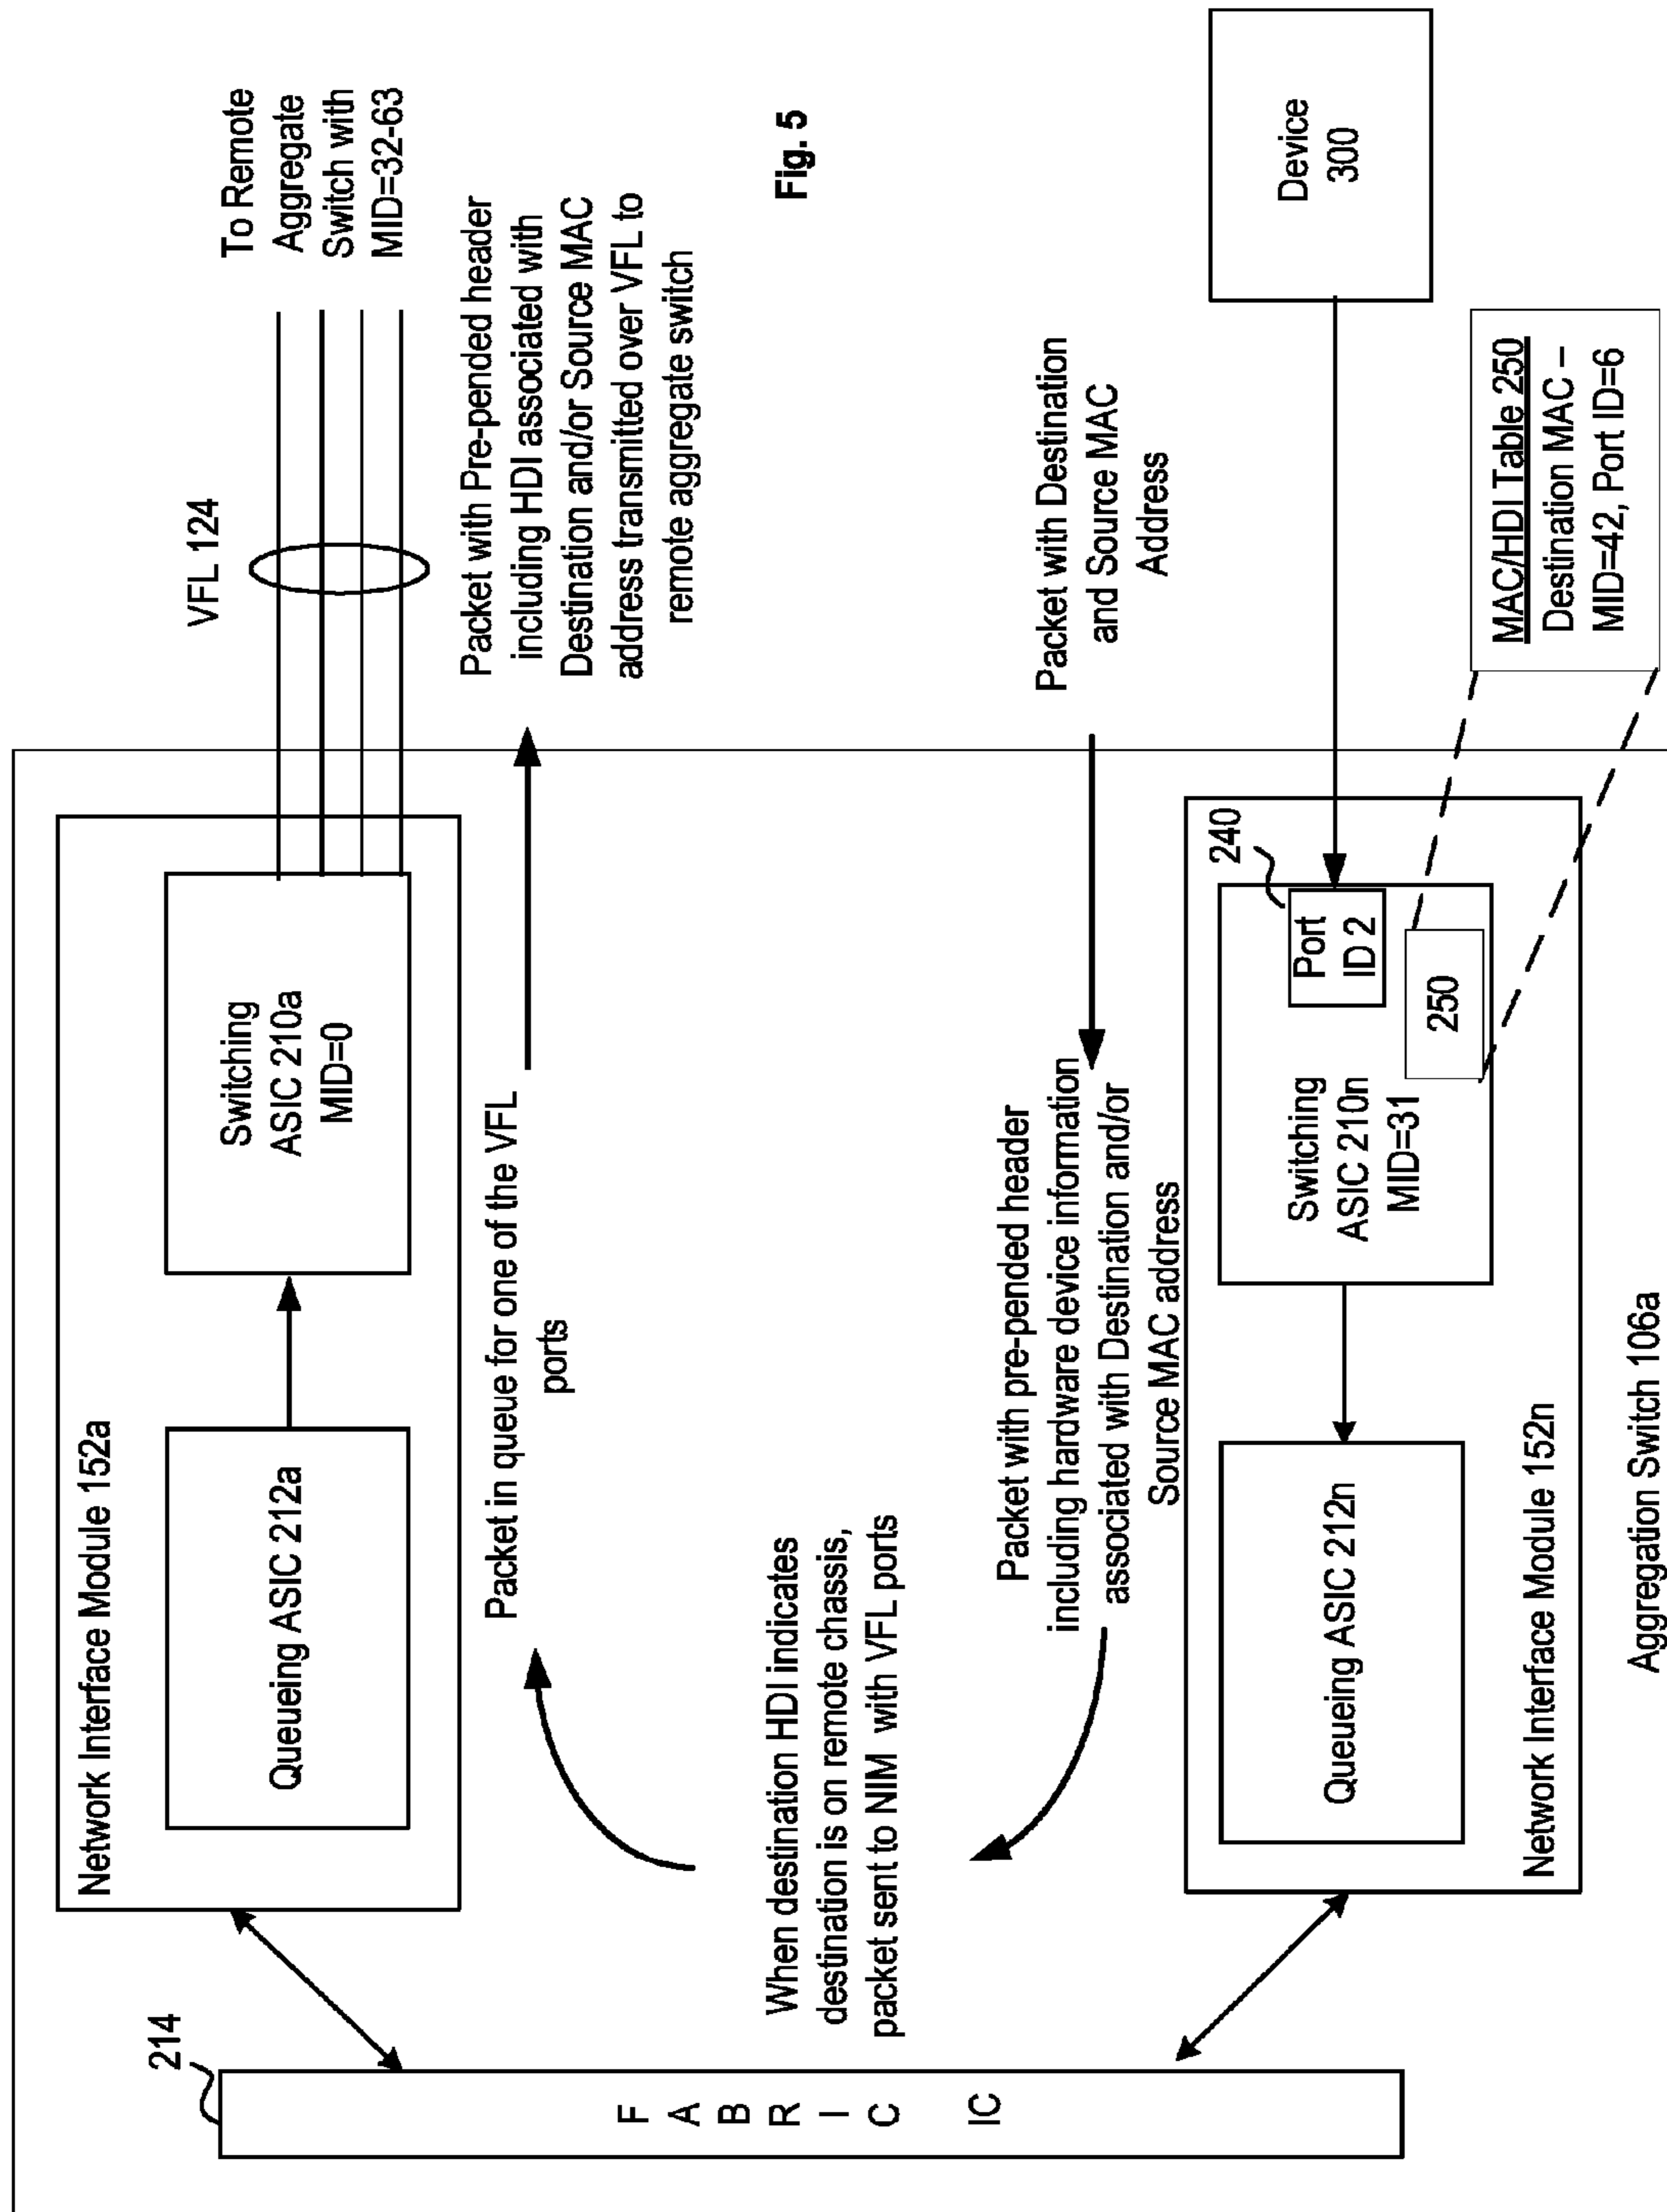 214
F
A
B
R
I
C
IC
Network Interface Module 152a
Queueing ASIC 212a
Switching
ASIC 210a
MID=0
VFL 124
To Remote
Aggregate
Switch with
MID=32-63
Packet in queue for one of the VFL
ports
Packet with Pre-pended header
including HDI associated with
Destination and/or Source MAC
address transmitted over VFL to
remote aggregate switch
When destination HDI indicates
destination is on remote chassis,
packet sent to NIM with VFL ports
Fig. 5
Packet with pre-pended header
including hardware device information
associated with Destination and/or
Source MAC address
Packet with Destination
and Source MAC
Address
Device
300
240
Port
ID 2
250
Switching
ASIC 210n
MID=31
Queueing ASIC 212n
Network Interface Module 152n
MAC/HDI Table 250
Destination MAC –
MID=42, Port ID=6
Aggregation Switch 106a